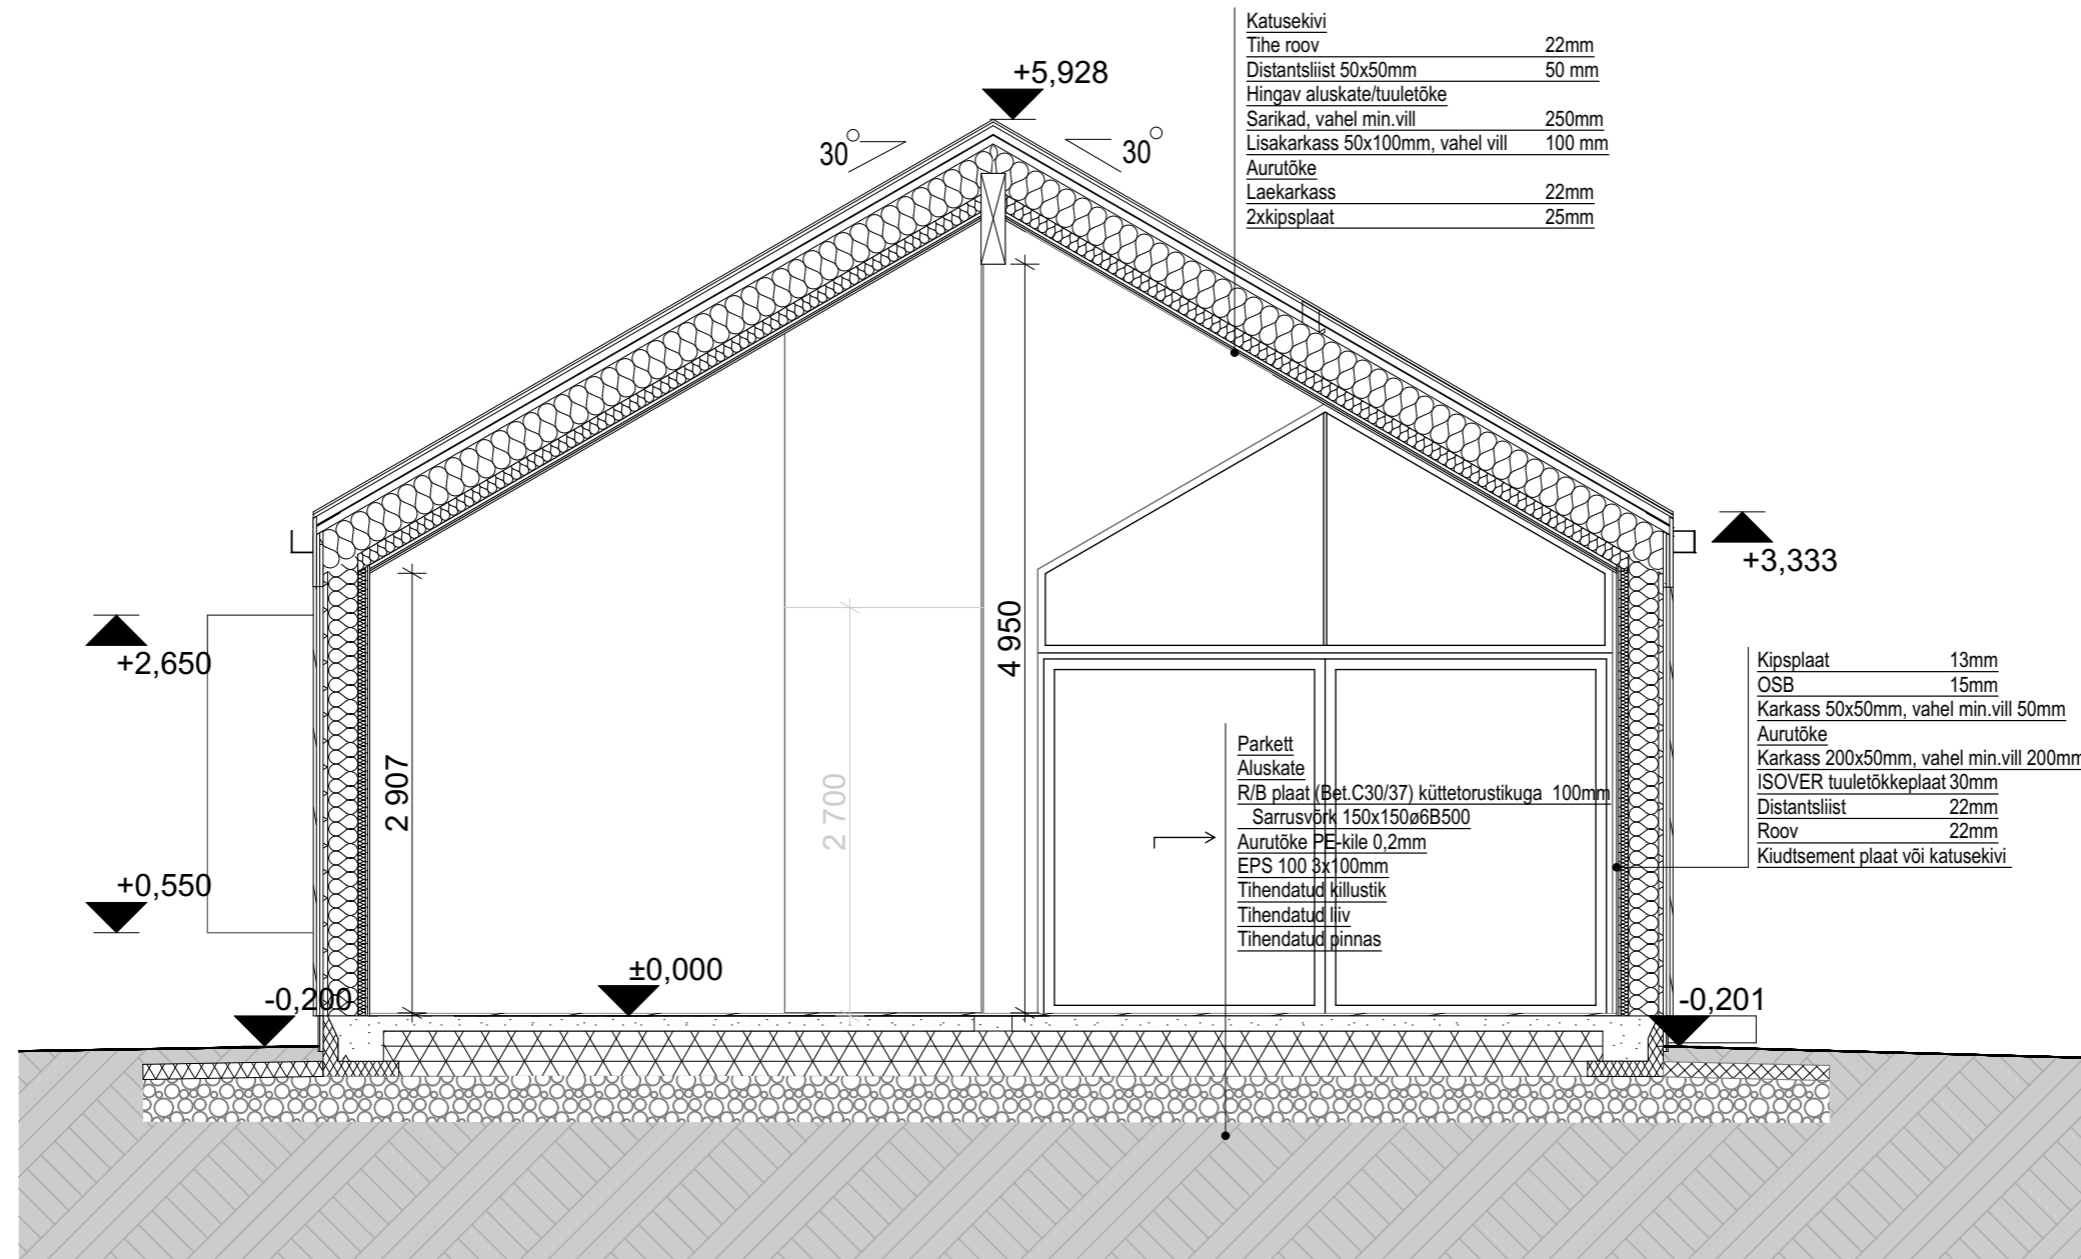 Katusekivi
Tihe roov 22mm
Distantsliist 50x50mm 50 mm
Hingav aluskate/tuuletõke
Sarikad, vahel min.vill 250mm
Lisakarkass 50x100mm, vahel vill 100 mm
Aurutõke
Laekarkass 22mm
2xkipsplaat 25mm
+5,928
30°
30°
+3,333
+2,650
4 950
2 907
2 700
Kipsplaat 13mm
OSB 15mm
Karkass 50x50mm, vahel min.vill 50mm
Aurutõke
Karkass 200x50mm, vahel min.vill 200mm
ISOVER tuuletõkkeplaat 30mm
Distantsliist 22mm
Roov 22mm
Kiudtsement plaat või katusekivi
Parkett
Aluskate
R/B plaat (Bet.C30/37) küttetorustikuga 100mm
Sarrusvõrk 150x150ø6B500
Aurutõke PE-kile 0,2mm
EPS 100 3x100mm
Tihendatud killustik
Tihendatud liiv
Tihendatud pinnas
+0,550
±0,000
-0,200
-0,201